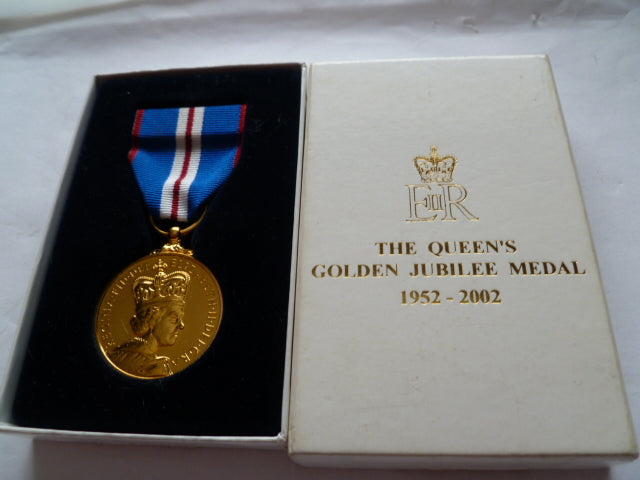 EIIR
THE QUEEN'S
GOLDEN JUBILEE MEDAL
1952 - 2002